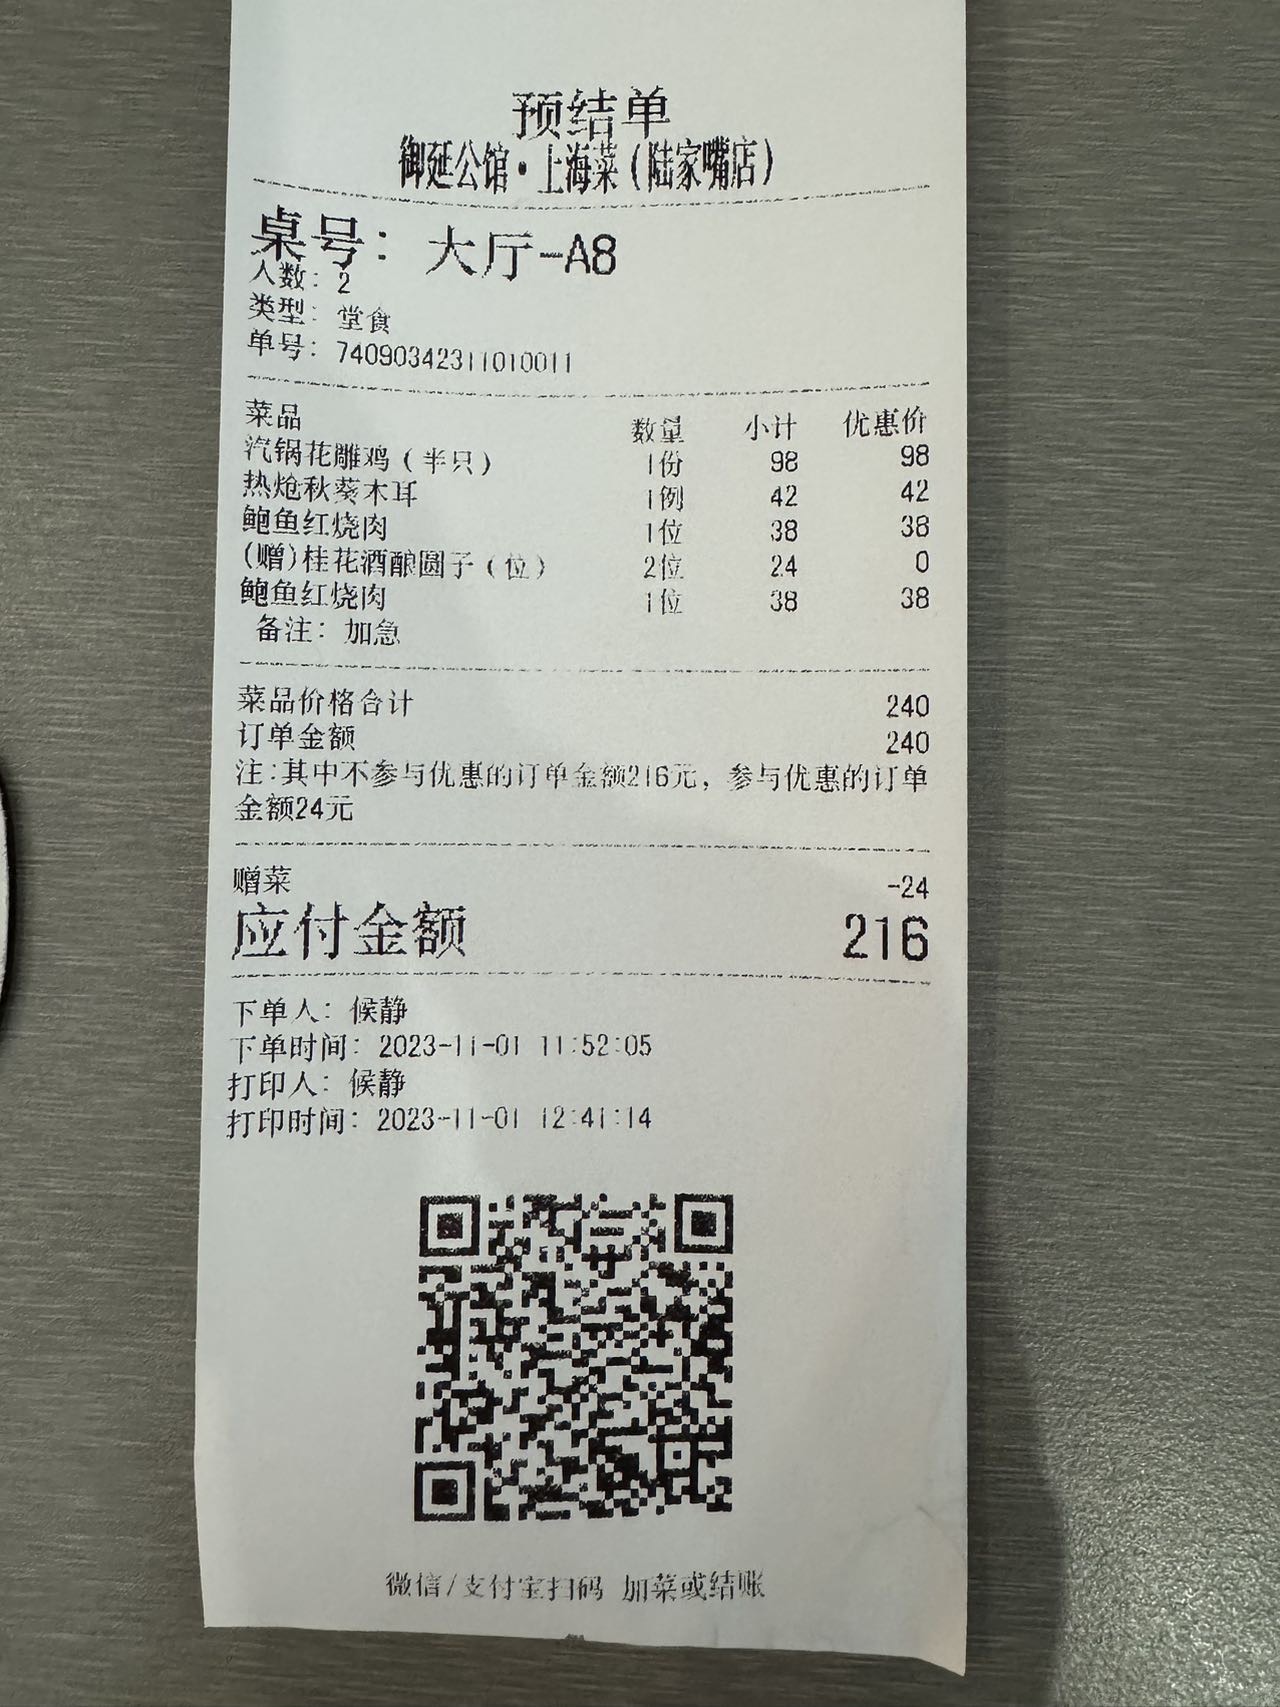 预结单
御延公馆·上海菜(陆家嘴店)
桌号: 大厅-A8
人数: 2
类型: 堂食
单号: 74090342311010011
菜品 数量 小计 优惠价
汽锅花雕鸡(半只) 1份 98 98
热炝秋葵木耳 1例 42 42
鲍鱼红烧肉 1位 38 38
(赠)桂花酒酿圆子(位) 2位 24 0
鲍鱼红烧肉 1位 38 38
备注: 加急
菜品价格合计 240
订单金额 240
注:其中不参与优惠的订单金额216元, 参与优惠的订单
金额24元
赠菜 -24
应付金额 216
下单人: 候静
下单时间: 2023-11-01 11:52:05
打印人: 候静
打印时间: 2023-11-01 12:41:14
微信/支付宝扫码 加菜或结账